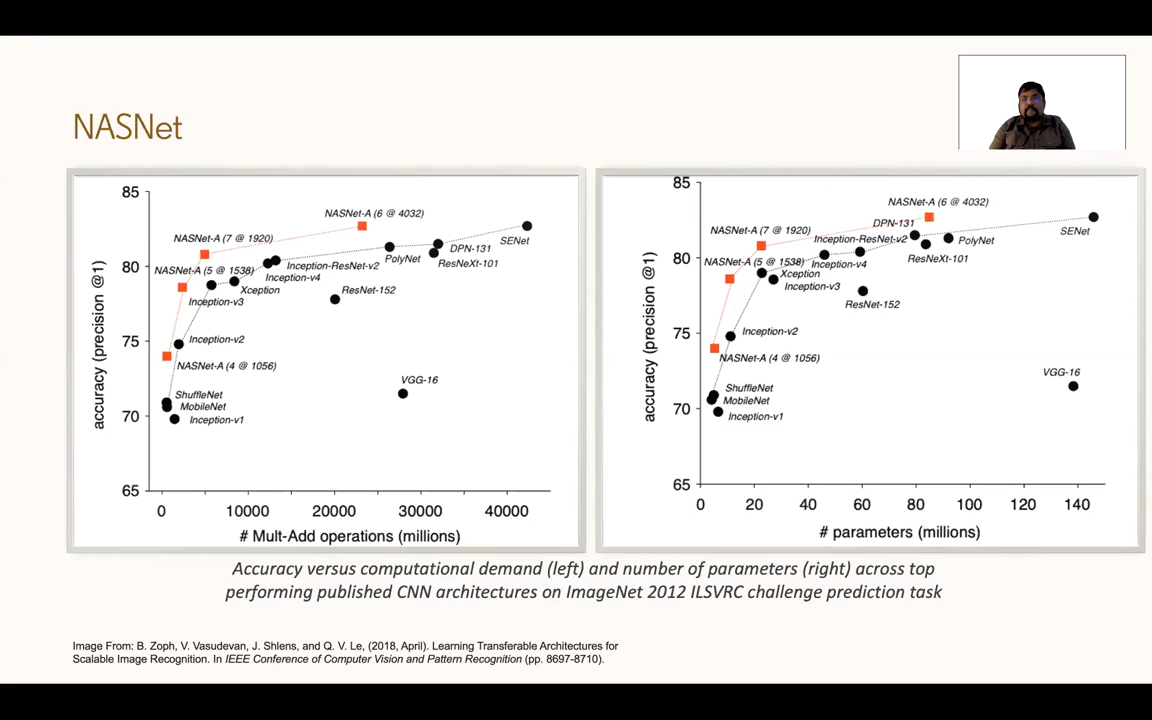 NASNet
85
80
75
70
65
0
10000
20000
30000
40000
accuracy (precision @1)
# Mult-Add operations (millions)
NASNet-A (6 @ 4032)
NASNet-A (7 @ 1920)
NASNet-A (5 @ 1538)
NASNet-A (4 @ 1056)
SENet
DPN-131
PolyNet
ResNeXt-101
Inception-ResNet-v2
Inception-v4
Xception
Inception-v3
ResNet-152
Inception-v2
VGG-16
ShuffleNet
MobileNet
Inception-v1
85
80
75
70
65
0
20
40
60
80
100
120
140
accuracy (precision @1)
# parameters (millions)
NASNet-A (6 @ 4032)
NASNet-A (7 @ 1920)
NASNet-A (5 @ 1538)
NASNet-A (4 @ 1056)
DPN-131
SENet
Inception-ResNet-v2
PolyNet
ResNeXt-101
Inception-v4
Xception
Inception-v3
ResNet-152
Inception-v2
VGG-16
ShuffleNet
MobileNet
Inception-v1
Accuracy versus computational demand (left) and number of parameters (right) across top
performing published CNN architectures on ImageNet 2012 ILSVRC challenge prediction task
Image From: B. Zoph, V. Vasudevan, J. Shlens, and Q. V. Le, (2018, April). Learning Transferable Architectures for
Scalable Image Recognition. In IEEE Conference of Computer Vision and Pattern Recognition (pp. 8697-8710).